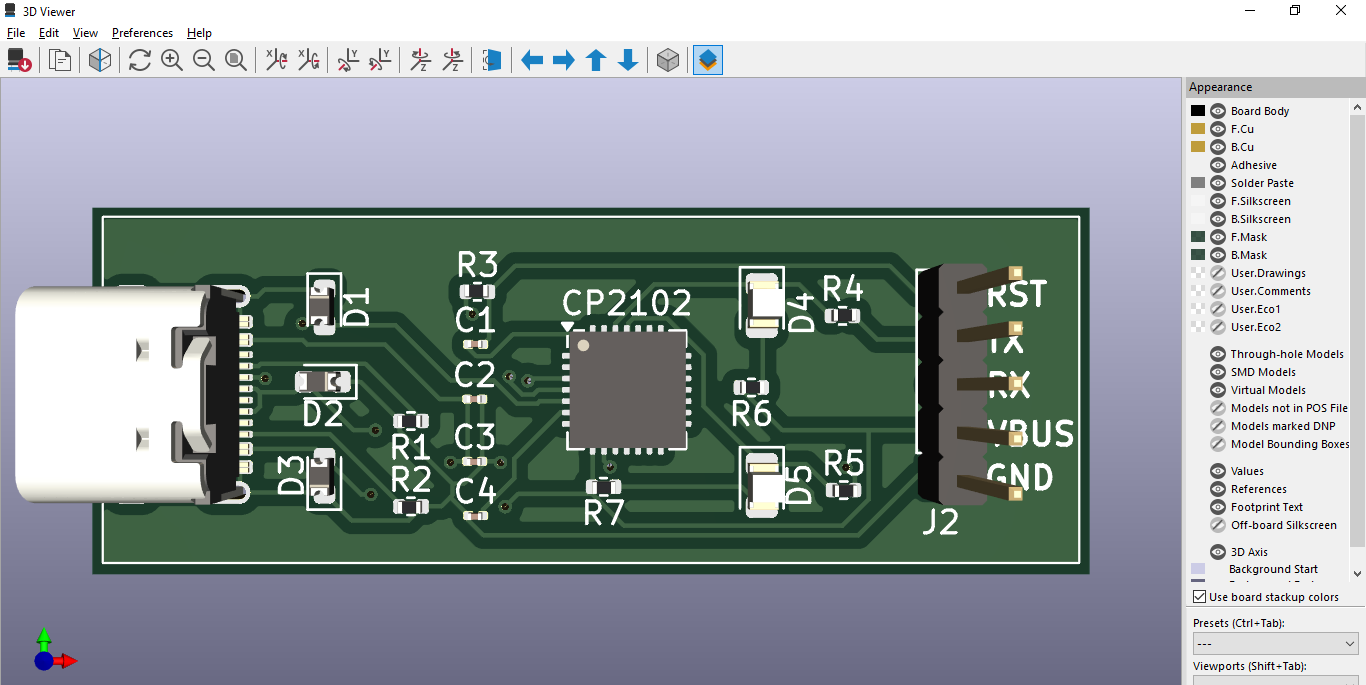 3D Viewer
File Edit View Preferences Help
Appearance
Board Body
F.Cu
B.Cu
Adhesive
Solder Paste
F.Silkscreen
B.Silkscreen
F.Mask
B.Mask
User.Drawings
User.Comments
User.Eco1
User.Eco2
Through-hole Models
SMD Models
Virtual Models
Models not in POS File
Models marked DNP
Model Bounding Boxes
Values
References
Footprint Text
Off-board Silkscreen
3D Axis
Background Start
Use board stackup colors
Presets (Ctrl+Tab):
---
Viewports (Shift+Tab):
R3
D1
C1
CP2102
D4
R4
RST
TX
C2
D2
R6
RX
R1
C3
VBUS
D3
R2
C4
R7
D5
R5
GND
J2